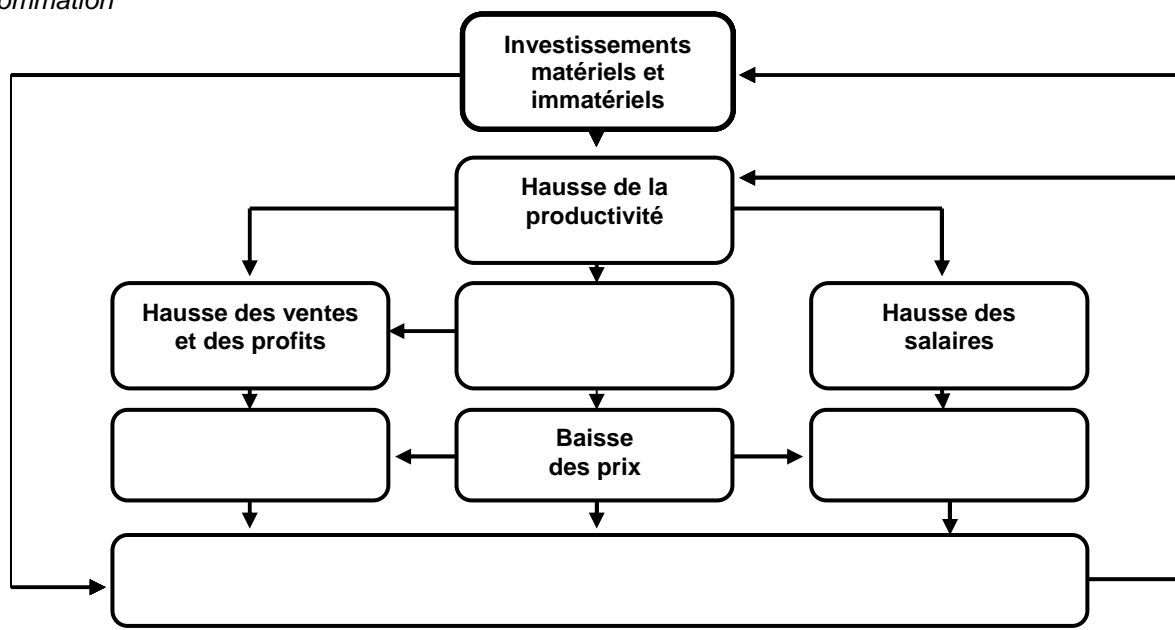 ommation
Investissements
matériels et
immatériels
Hausse de la
productivité
Hausse des ventes
et des profits
Hausse des
salaires
Baisse
des prix